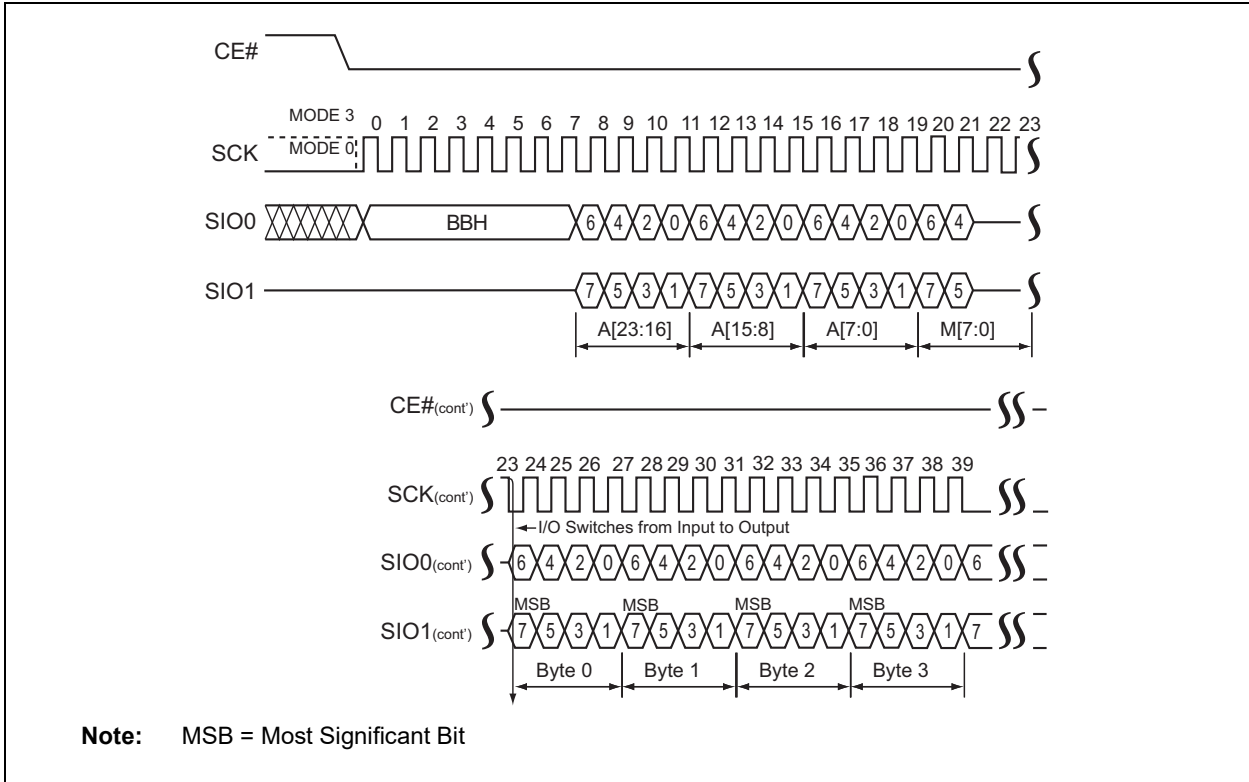 CE#
MODE 3
0 1 2 3 4 5 6 7 8 9 10 11 12 13 14 15 16 17 18 19 20 21 22 23
SCK
MODE 0
SIO0 BBH 6 4 2 0 6 4 2 0 6 4 2 0 6 4
SIO1 7 5 3 1 7 5 3 1 7 5 3 1 7 5
A[23:16] A[15:8] A[7:0] M[7:0]
CE#(cont')
23 24 25 26 27 28 29 30 31 32 33 34 35 36 37 38 39
SCK(cont')
I/O Switches from Input to Output
SIO0(cont') 6 4 2 0 6 4 2 0 6 4 2 0 6 4 2 0 6
MSB MSB MSB MSB
SIO1(cont') 7 5 3 1 7 5 3 1 7 5 3 1 7 5 3 1 7
Byte 0 Byte 1 Byte 2 Byte 3
Note: MSB = Most Significant Bit